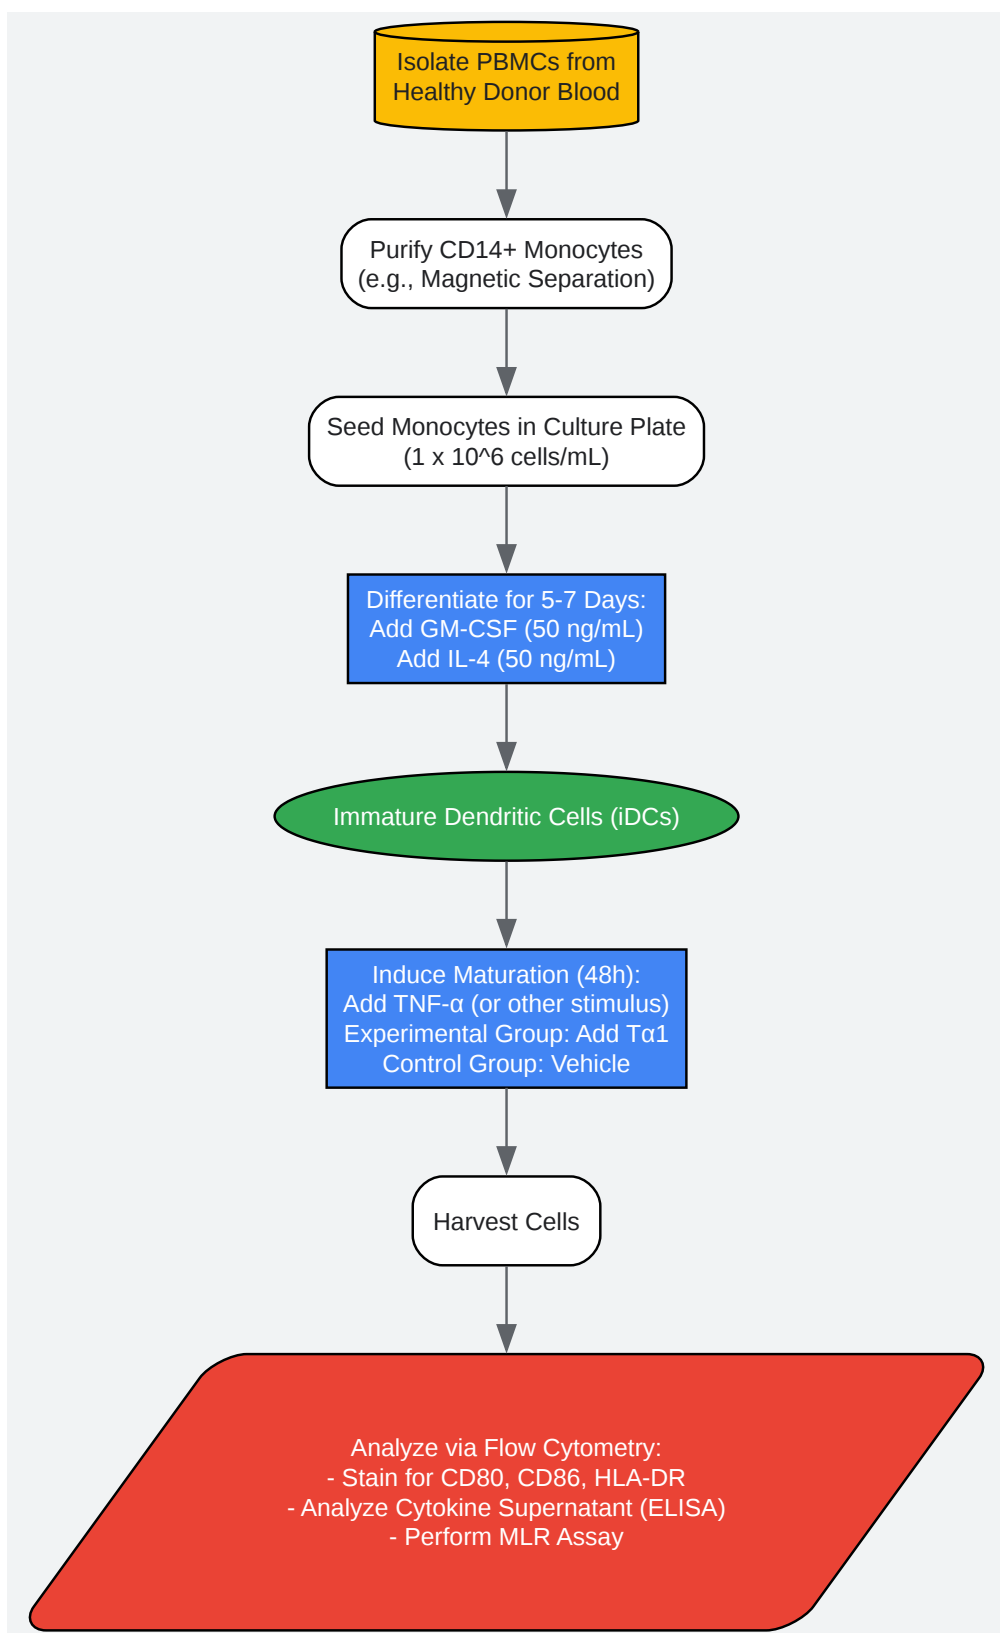 Isolate PBMCs from
Healthy Donor Blood
Purify CD14+ Monocytes
(e.g., Magnetic Separation)
Seed Monocytes in Culture Plate
(1 x 10^6 cells/mL)
Differentiate for 5-7 Days:
Add GM-CSF (50 ng/mL)
Add IL-4 (50 ng/mL)
Immature Dendritic Cells (iDCs)
Induce Maturation (48h):
Add TNF-α (or other stimulus)
Experimental Group: Add Tα1
Control Group: Vehicle
Harvest Cells
Analyze via Flow Cytometry:
- Stain for CD80, CD86, HLA-DR
- Analyze Cytokine Supernatant (ELISA)
- Perform MLR Assay